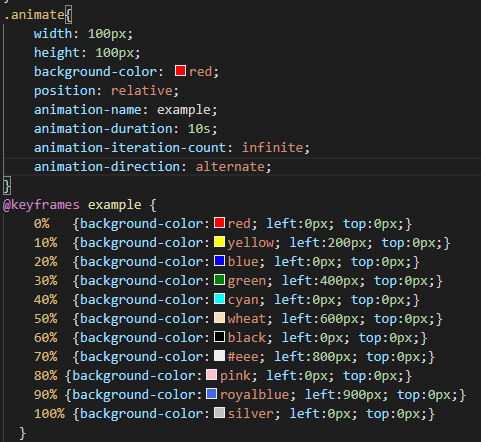 .animate{
width: 100px;
height: 100px;
background-color: red;
position: relative;
animation-name: example;
animation-duration: 10s;
animation-iteration-count: infinite;
animation-direction: alternate;
}
@keyframes example {
0% {background-color:red; left:0px; top:0px;}
10% {background-color:yellow; left:200px; top:0px;}
20% {background-color:blue; left:0px; top:0px;}
30% {background-color:green; left:400px; top:0px;}
40% {background-color:cyan; left:0px; top:0px;}
50% {background-color:wheat; left:600px; top:0px;}
60% {background-color:black; left:0px; top:0px;}
70% {background-color:#eee; left:800px; top:0px;}
80% {background-color:pink; left:0px; top:0px;}
90% {background-color:royalblue; left:900px; top:0px;}
100% {background-color:silver; left:0px; top:0px;}
}